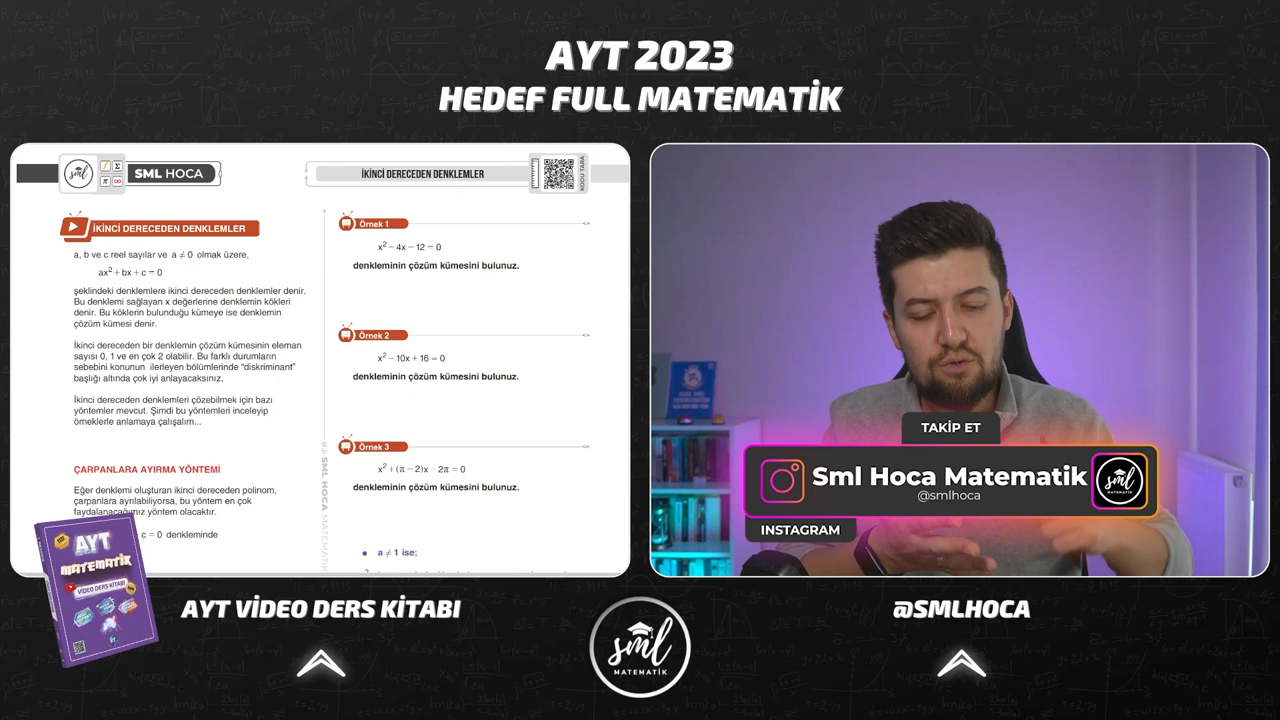 AYT 2023
HEDEF FULL MATEMATİK
sml
SML HOCA
İKİNCİ DERECEDEN DENKLEMLER
KODU TARA
İKİNCİ DERECEDEN DENKLEMLER
a, b ve c reel sayılar ve a ≠ 0 olmak üzere,
ax² + bx + c = 0
şeklindeki denklemlere ikinci dereceden denklemler denir.
Bu denklemi sağlayan x değerlerine denklemin kökleri
denir. Bu köklerin bulunduğu kümeye ise denklemin
çözüm kümesi denir.
İkinci dereceden bir denklemin çözüm kümesinin eleman
sayısı 0, 1 ve en çok 2 olabilir. Bu farklı durumların
sebebini konunun ilerleyen bölümlerinde "diskriminant"
başlığı altında çok iyi anlayacaksınız.
İkinci dereceden denklemleri çözebilmek için bazı
yöntemler mevcut. Şimdi bu yöntemleri inceleyip
örneklerle anlamaya çalışalım...
ÇARPANLARA AYIRMA YÖNTEMİ
Eğer denklemi oluşturan ikinci dereceden polinom,
çarpanlara ayrılabiliyorsa, bu yöntem en çok
faydalanacağımız yöntem olacaktır.
c = 0 denkleminde
SML HOCA MATEMATİK
Örnek 1
x² − 4x − 12 = 0
denkleminin çözüm kümesini bulunuz.
Örnek 2
x² − 10x + 16 = 0
denkleminin çözüm kümesini bulunuz.
Örnek 3
x² + (π − 2)x − 2π = 0
denkleminin çözüm kümesini bulunuz.
• a ≠ 1 ise;
TAKİP ET
Sml Hoca Matematik
@smlhoca
sml
MATEMATİK
INSTAGRAM
AYT
MATEMATİK
VİDEO DERS KİTABI
AYT VİDEO DERS KİTABI
sml
MATEMATİK
@SMLHOCA